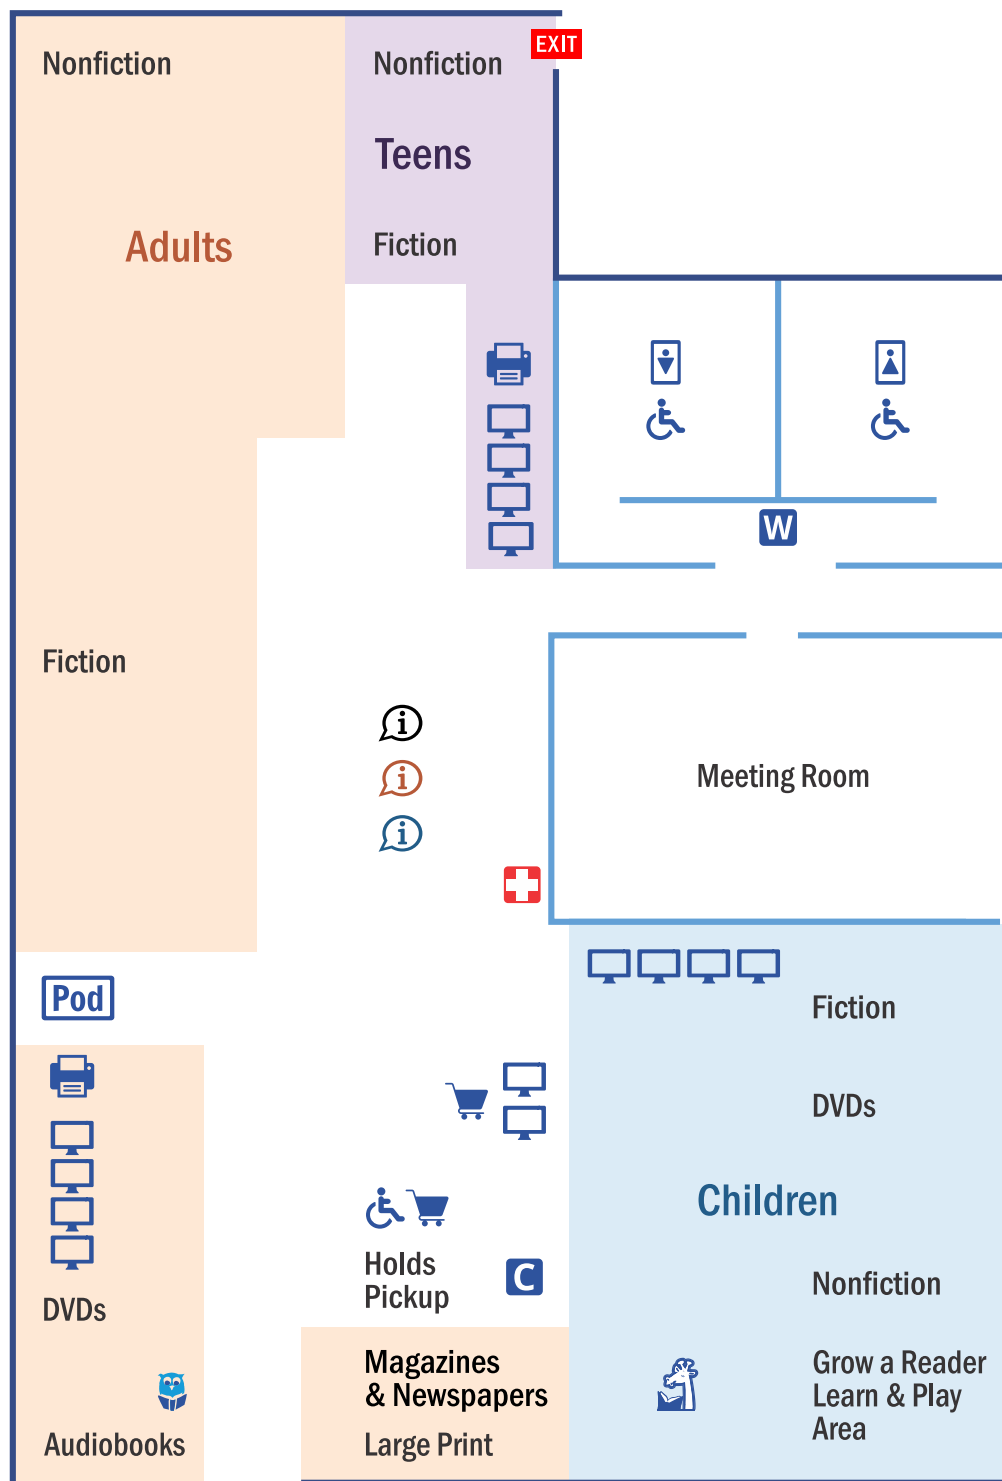 Nonfiction
Nonfiction
EXIT
Teens
Adults
Fiction
W
Fiction
i
Meeting Room
i
i
Pod
Fiction
DVDs
Children
Holds
Pickup
C
Nonfiction
DVDs
Magazines
& Newspapers
Grow a Reader
Learn & Play
Area
Audiobooks
Large Print